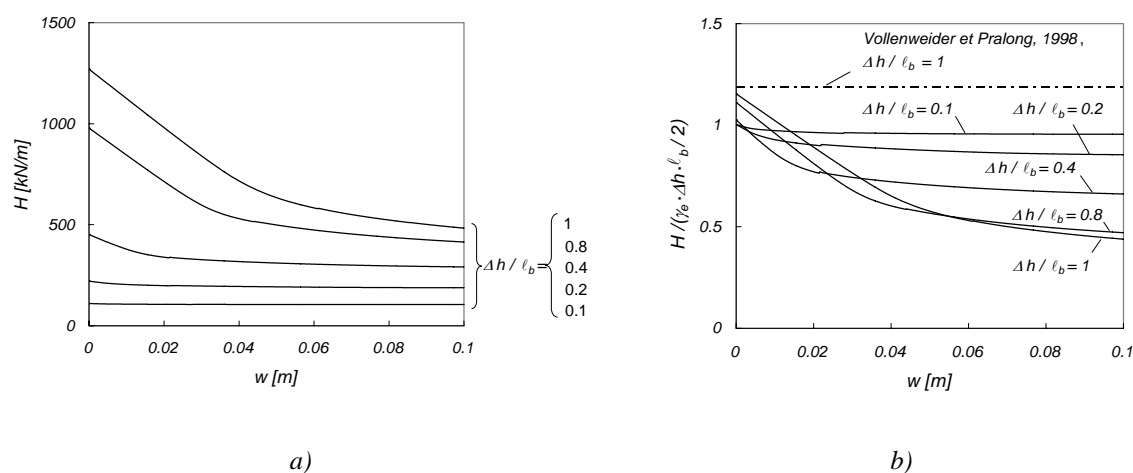 1500
1000
500
0
H [kN/m]
0 0.02 0.04 0.06 0.08 0.1
w [m]
Δh / ℓb =
1
0.8
0.4
0.2
0.1
a)
1.5
1
0.5
0
H /(γe·Δh·ℓb/ 2)
Vollenweider et Pralong, 1998,
Δh / ℓb = 1
Δh / ℓb = 0.1
Δh / ℓb = 0.2
Δh / ℓb = 0.4
Δh / ℓb = 0.8
Δh / ℓb = 1
0 0.02 0.04 0.06 0.08 0.1
w [m]
b)